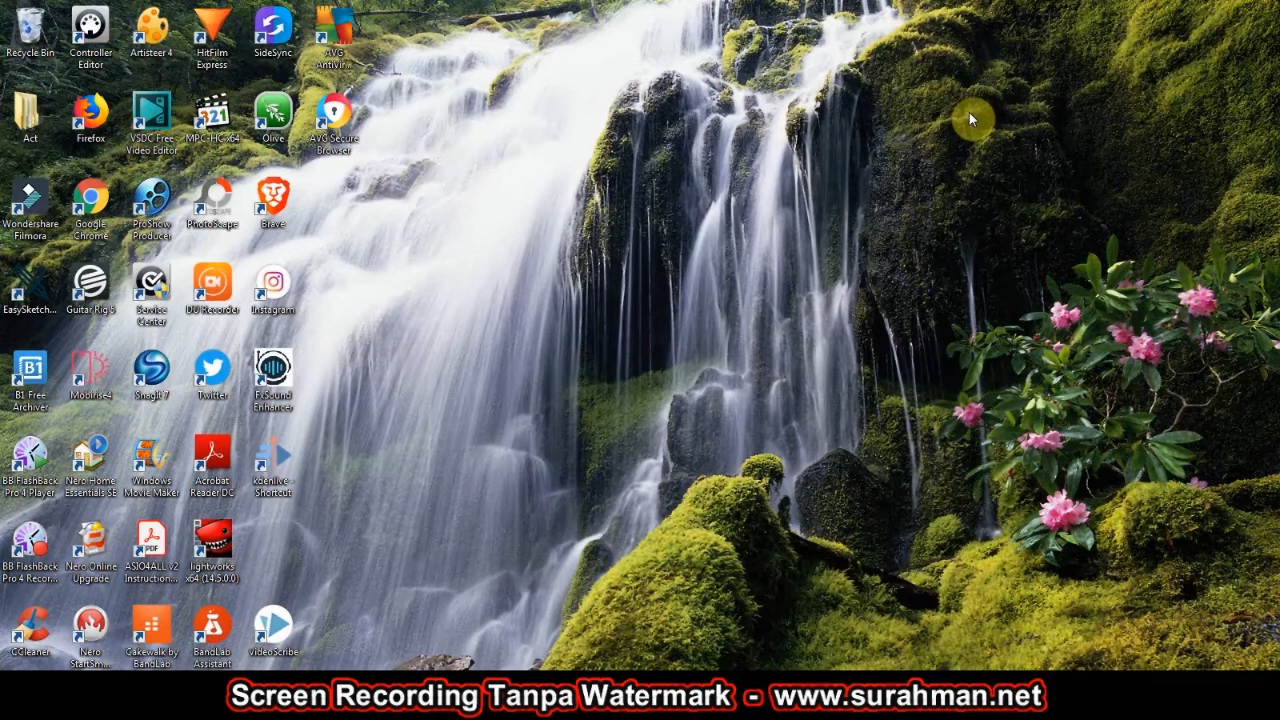 Recycle Bin
Controller
Editor
Artisteer 4
HitFilm
Express
SideSync
AVG
Antivir...
Act
Firefox
VSDC Free
Video Editor
MPC-HC x64
Olive
AVG Secure
Browser
Wondershare
Filmora
Google
Chrome
ProShow
Producer
PhotoScape
Brave
EasySketch...
Guitar Rig 5
Service
Center
DU Recorder
Instagram
B1 Free
Archiver
Mobirise4
SnagIt 7
Twitter
FxSound
Enhancer
BB FlashBack
Pro 4 Player
Nero Home
Essentials SE
Windows
Movie Maker
Acrobat
Reader DC
kdenlive -
Shortcut
BB FlashBack
Pro 4 Recor...
Nero Online
Upgrade
ASIO4ALL v2
Instruction...
lightworks
x64 (14.5.0.0)
CCleaner
Nero
StartSm...
Cakewalk by
BandLab
BandLab
Assistant
VideoScribe
Screen Recording Tanpa Watermark - www.surahman.net